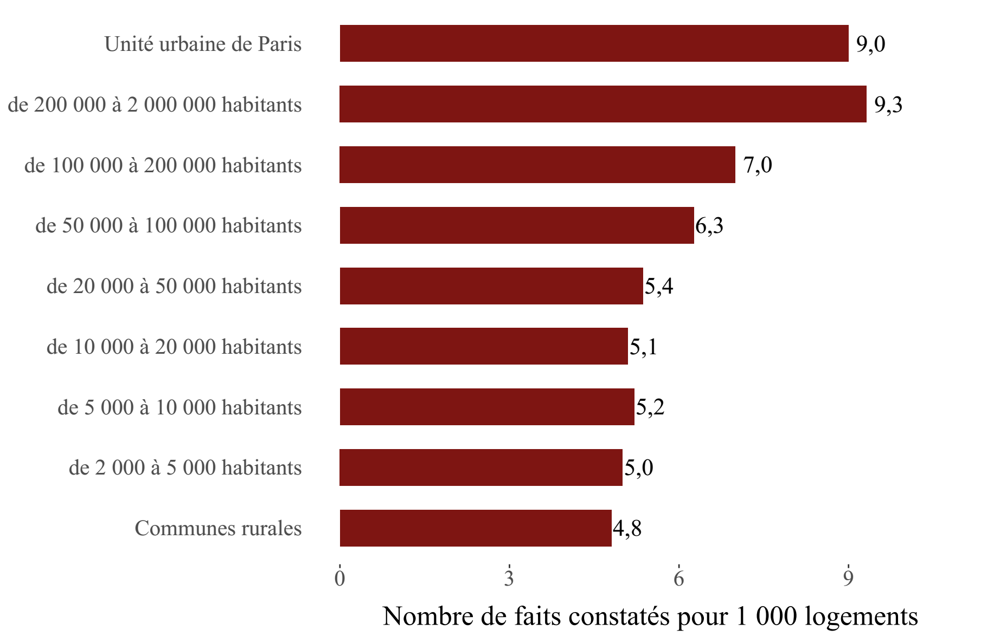 Unité urbaine de Paris 9,0
de 200 000 à 2 000 000 habitants 9,3
de 100 000 à 200 000 habitants 7,0
de 50 000 à 100 000 habitants 6,3
de 20 000 à 50 000 habitants 5,4
de 10 000 à 20 000 habitants 5,1
de 5 000 à 10 000 habitants 5,2
de 2 000 à 5 000 habitants 5,0
Communes rurales 4,8
0 3 6 9
Nombre de faits constatés pour 1 000 logements